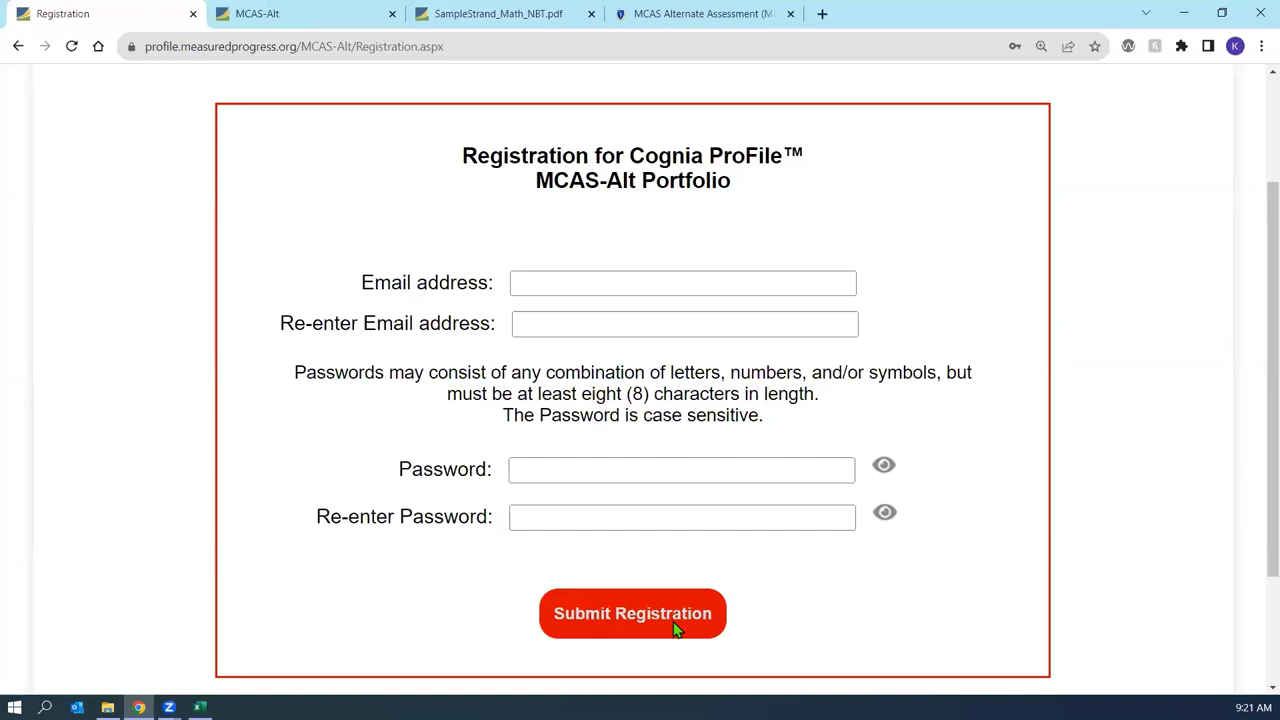 Registration
MCAS-Alt
SampleStrand_Math_NBT.pdf
MCAS Alternate Assessment (M
profile.measuredprogress.org/MCAS-Alt/Registration.aspx
K
Registration for Cognia ProFile™
MCAS-Alt Portfolio
Email address:
Re-enter Email address:
Passwords may consist of any combination of letters, numbers, and/or symbols, but
must be at least eight (8) characters in length.
The Password is case sensitive.
Password:
Re-enter Password:
Submit Registration
9:21 AM